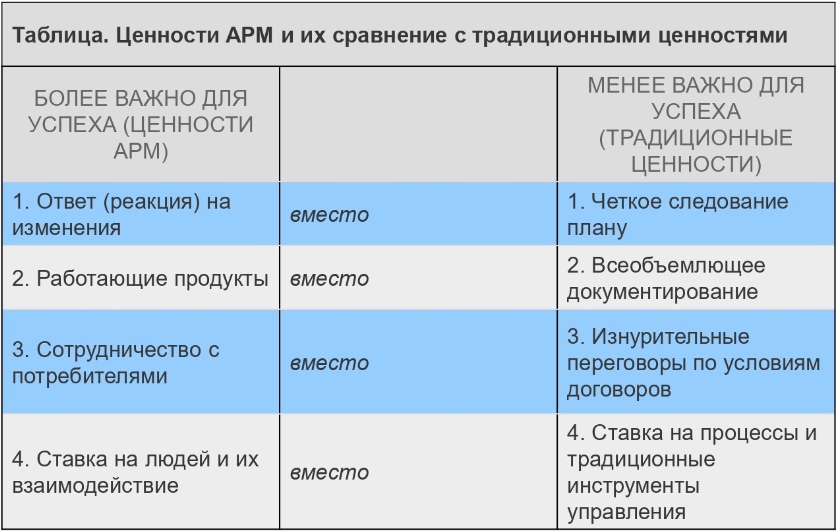 Таблица. Ценности АРМ и их сравнение с традиционными ценностями
БОЛЕЕ ВАЖНО ДЛЯ
УСПЕХА (ЦЕННОСТИ
АРМ)
МЕНЕЕ ВАЖНО ДЛЯ
УСПЕХА
(ТРАДИЦИОННЫЕ
ЦЕННОСТИ)
1. Ответ (реакция) на
изменения
вместо
1. Четкое следование
плану
2. Работающие продукты
вместо
2. Всеобъемлющее
документирование
3. Сотрудничество с
потребителями
вместо
3. Изнурительные
переговоры по условиям
договоров
4. Ставка на людей и их
взаимодействие
вместо
4. Ставка на процессы и
традиционные
инструменты
управления